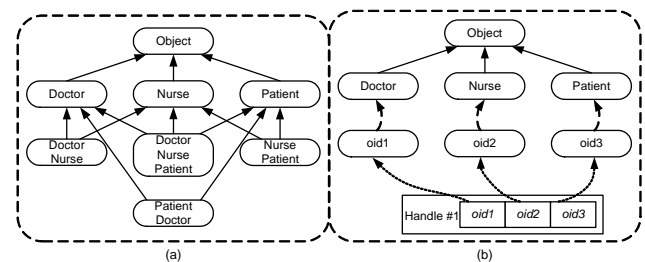 Object
Doctor
Nurse
Patient
Doctor
Nurse
Doctor
Nurse
Patient
Nurse
Patient
Patient
Doctor
(a)
Object
Doctor
Nurse
Patient
oid1
oid2
oid3
Handle #1
oid1
oid2
oid3
(b)